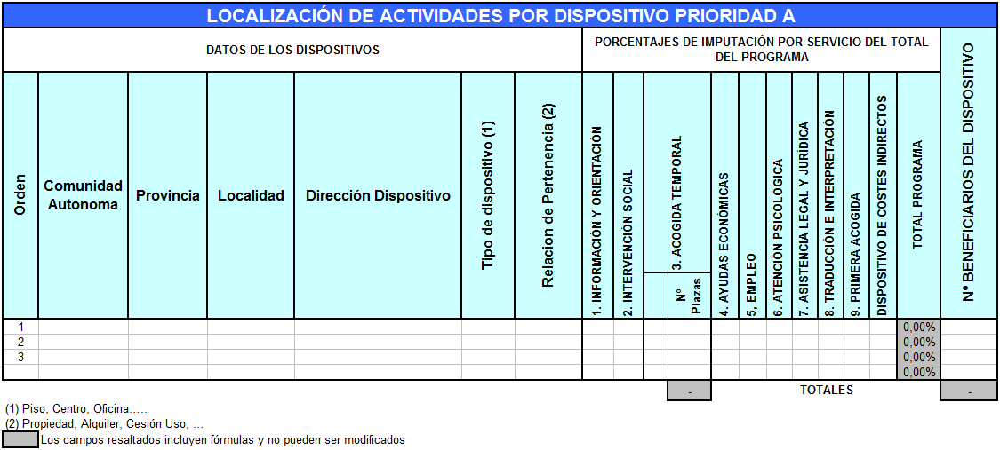 LOCALIZACIÓN DE ACTIVIDADES POR DISPOSITIVO PRIORIDAD A
DATOS DE LOS DISPOSITIVOS
PORCENTAJES DE IMPUTACIÓN POR SERVICIO DEL TOTAL
DEL PROGRAMA
Nº BENEFICIARIOS DEL DISPOSITIVO
Orden
Comunidad
Autonoma
Provincia
Localidad
Dirección Dispositivo
Tipo de dispositivo (1)
Relacion de Pertenencia (2)
1. INFORMACIÓN Y ORIENTACIÓN
2. INTERVENCIÓN SOCIAL
3. ACOGIDA TEMPORAL
Nº
Plazas
4. AYUDAS ECONÓMICAS
5, EMPLEO
6. ATENCIÓN PSICOLÓGICA
7. ASISTENCIA LEGAL Y JURÍDICA
8. TRADUCCIÓN E INTERPRETACIÓN
9. PRIMERA ACOGIDA
DISPOSITIVO DE COSTES INDIRECTOS
TOTAL PROGRAMA
1 0,00%
2 0,00%
3 0,00%
0,00%
- TOTALES -
(1) Piso, Centro, Oficina.....
(2) Propiedad, Alquiler, Cesión Uso, ...
Los campos resaltados incluyen fórmulas y no pueden ser modificados